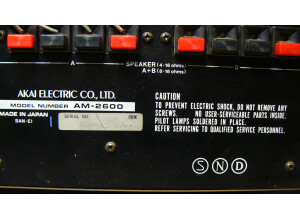 A
SPEAKER (4-16 ohms)
B
A+B (8-16 ohms)
AKAI ELECTRIC CO., LTD.
MODEL NUMBER AM-2600
MADE IN JAPAN
SERIAL NO.
SAN-EI
CAUTION
TO PREVENT ELECTRIC SHOCK, DO NOT REMOVE ANY
SCREWS. NO USER-SERVICEABLE PARTS INSIDE.
PILOT LAMPS SOLDERED IN PLACE.
REFER SERVICING TO QUALIFIED SERVICE PERSONNEL.
S N D